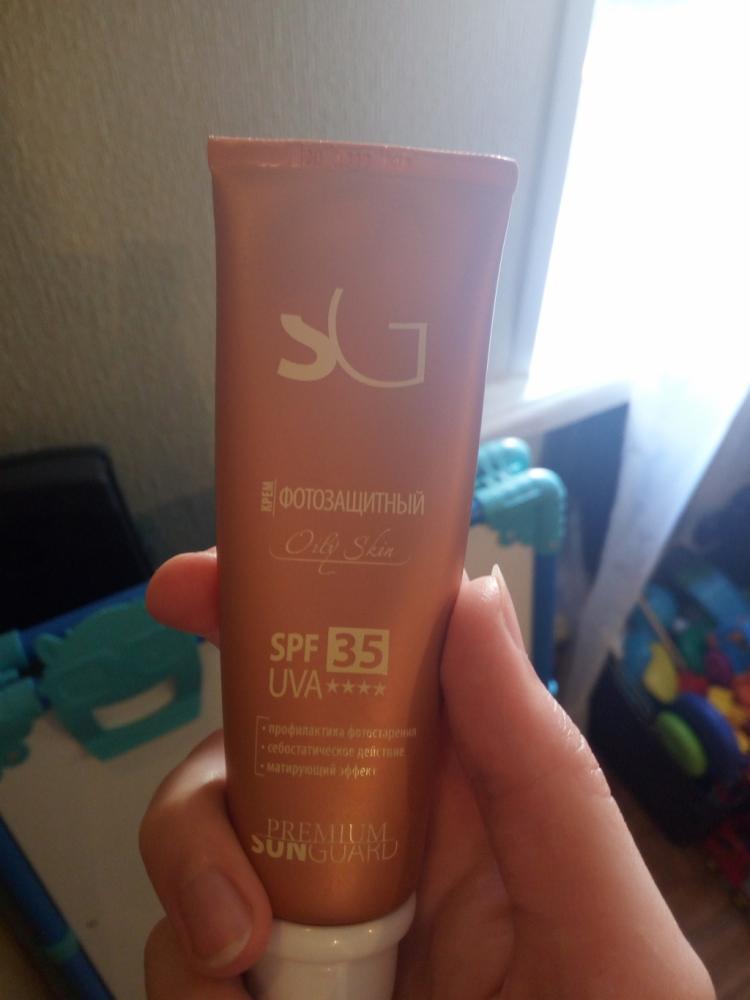 SG
КРЕМ
ФОТОЗАЩИТНЫЙ
Oily Skin
SPF 35
UVA★★★★
• профилактика фотостарения
• себостатическое действие
• матирующий эффект
PREMIUM
SUNGUARD